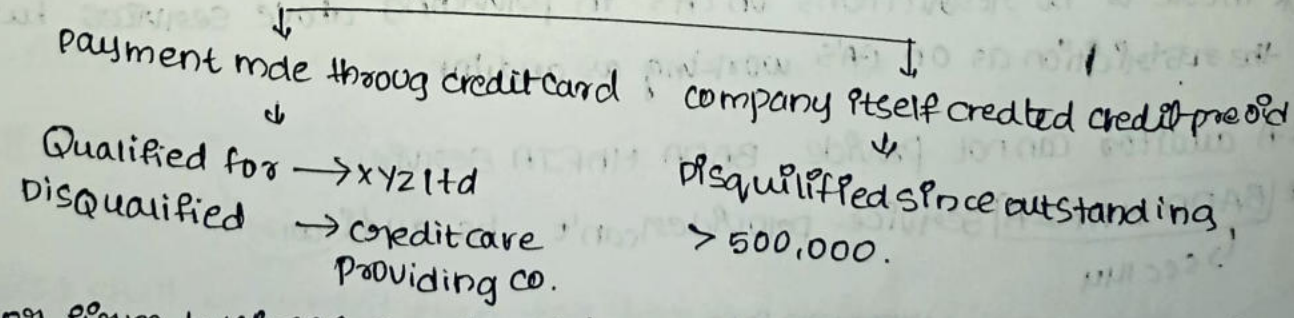 payment mde throug creditcard
↓
Qualified for → xyz ltd
DisQualified → creditcare
providing co.
company itself created credit preoid
↓
Disquilified since outstanding,
> 500,000.